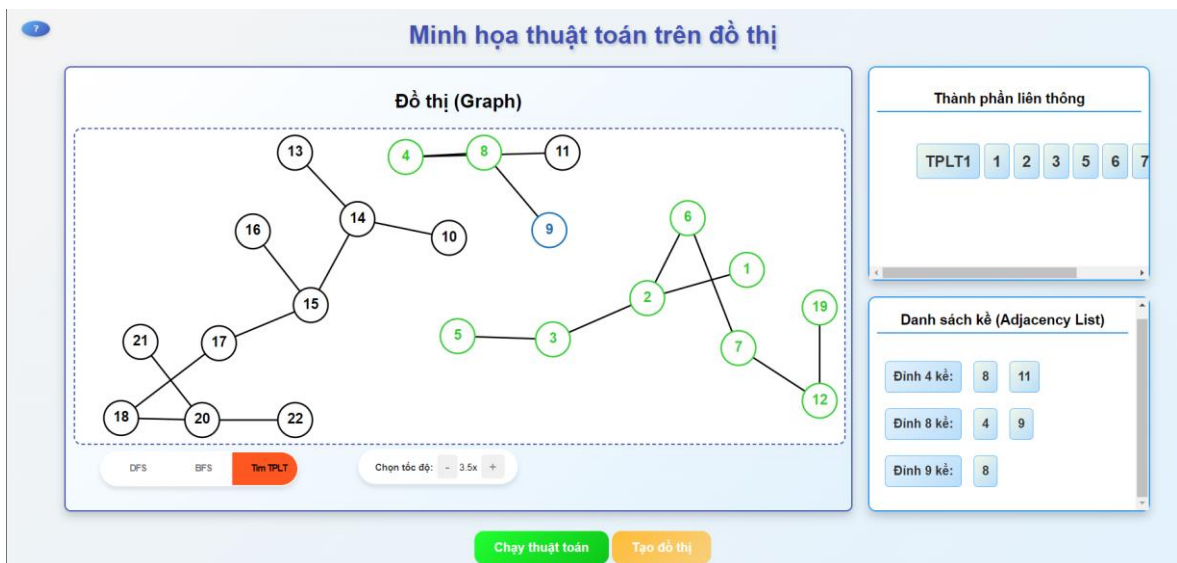 ?
Minh họa thuật toán trên đồ thị
Đồ thị (Graph)
13
4
8
11
14
16
10
9
6
1
2
15
19
5
3
7
21
17
12
18
20
22
DFS
BFS
Tìm TPLT
Chọn tốc độ:
-
3.5x
+
Thành phần liên thông
TPLT1 1 2 3 5 6 7
Danh sách kề (Adjacency List)
Đỉnh 4 kề: 8 11
Đỉnh 8 kề: 4 9
Đỉnh 9 kề: 8
Chạy thuật toán
Tạo đồ thị